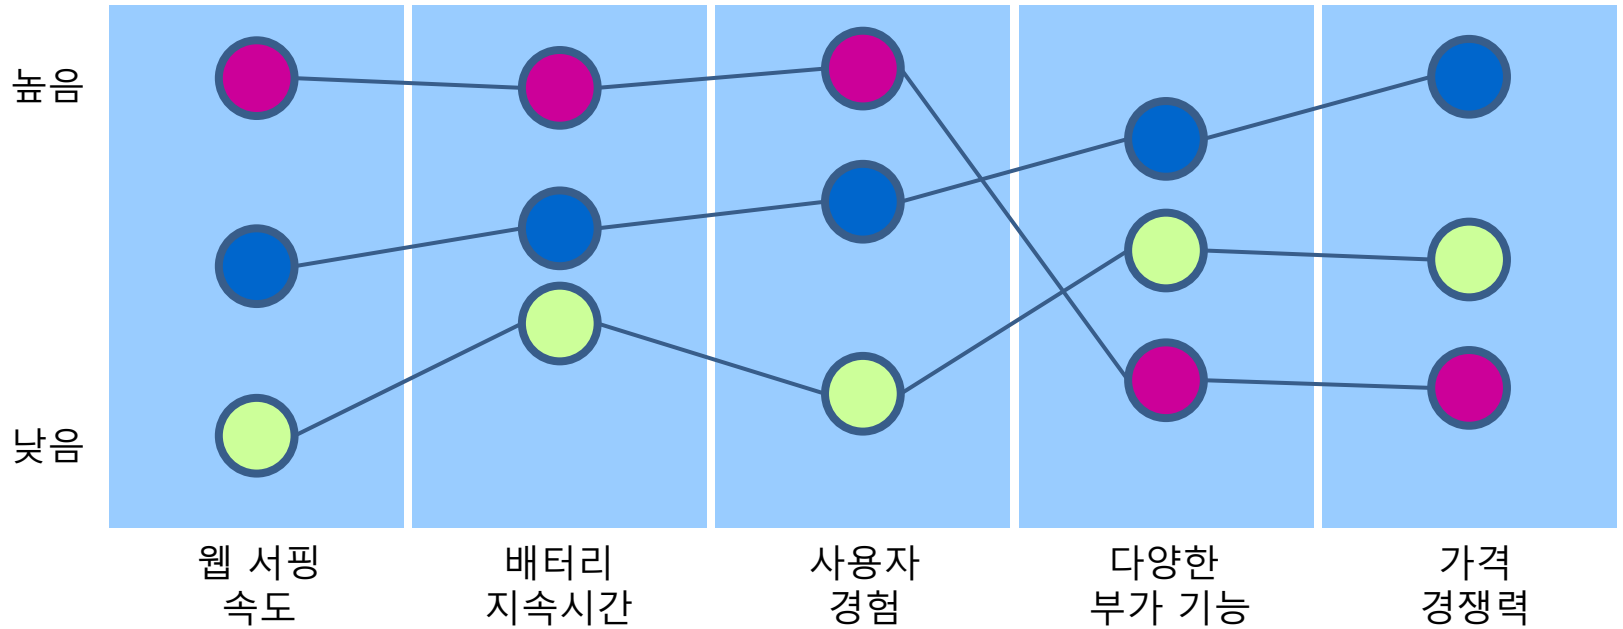 높음
낮음
웹 서핑
속도
배터리
지속시간
사용자
경험
다양한
부가 기능
가격
경쟁력